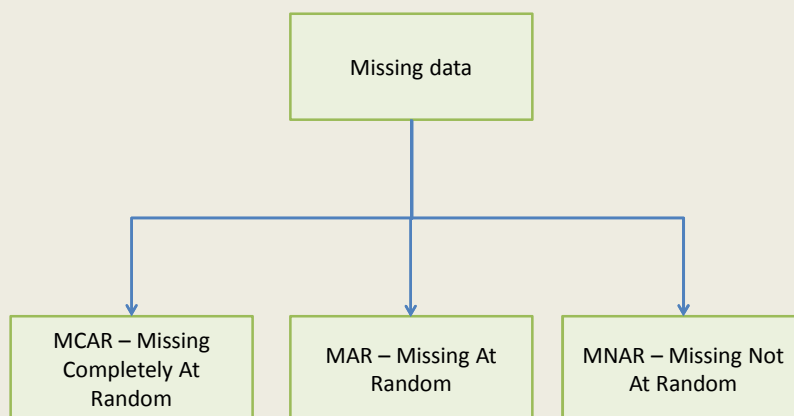 Missing data
MCAR – Missing
Completely At
Random
MAR – Missing At
Random
MNAR – Missing Not
At Random